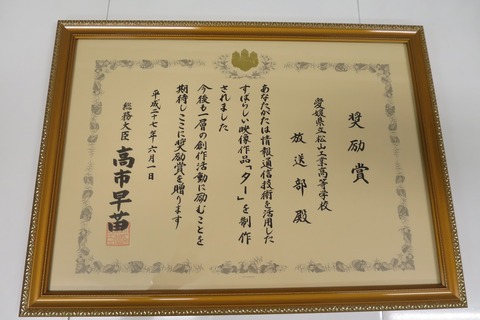 奨励賞
愛媛県立松山工業高等学校
放送部 殿
あなたがたは情報通信技術を活用した
すばらしい映像作品「ター」を制作
されました
今後も一層の創作活動に励むことを
期待しここに奨励賞を贈ります
平成二十七年六月一日
総務大臣 高市早苗